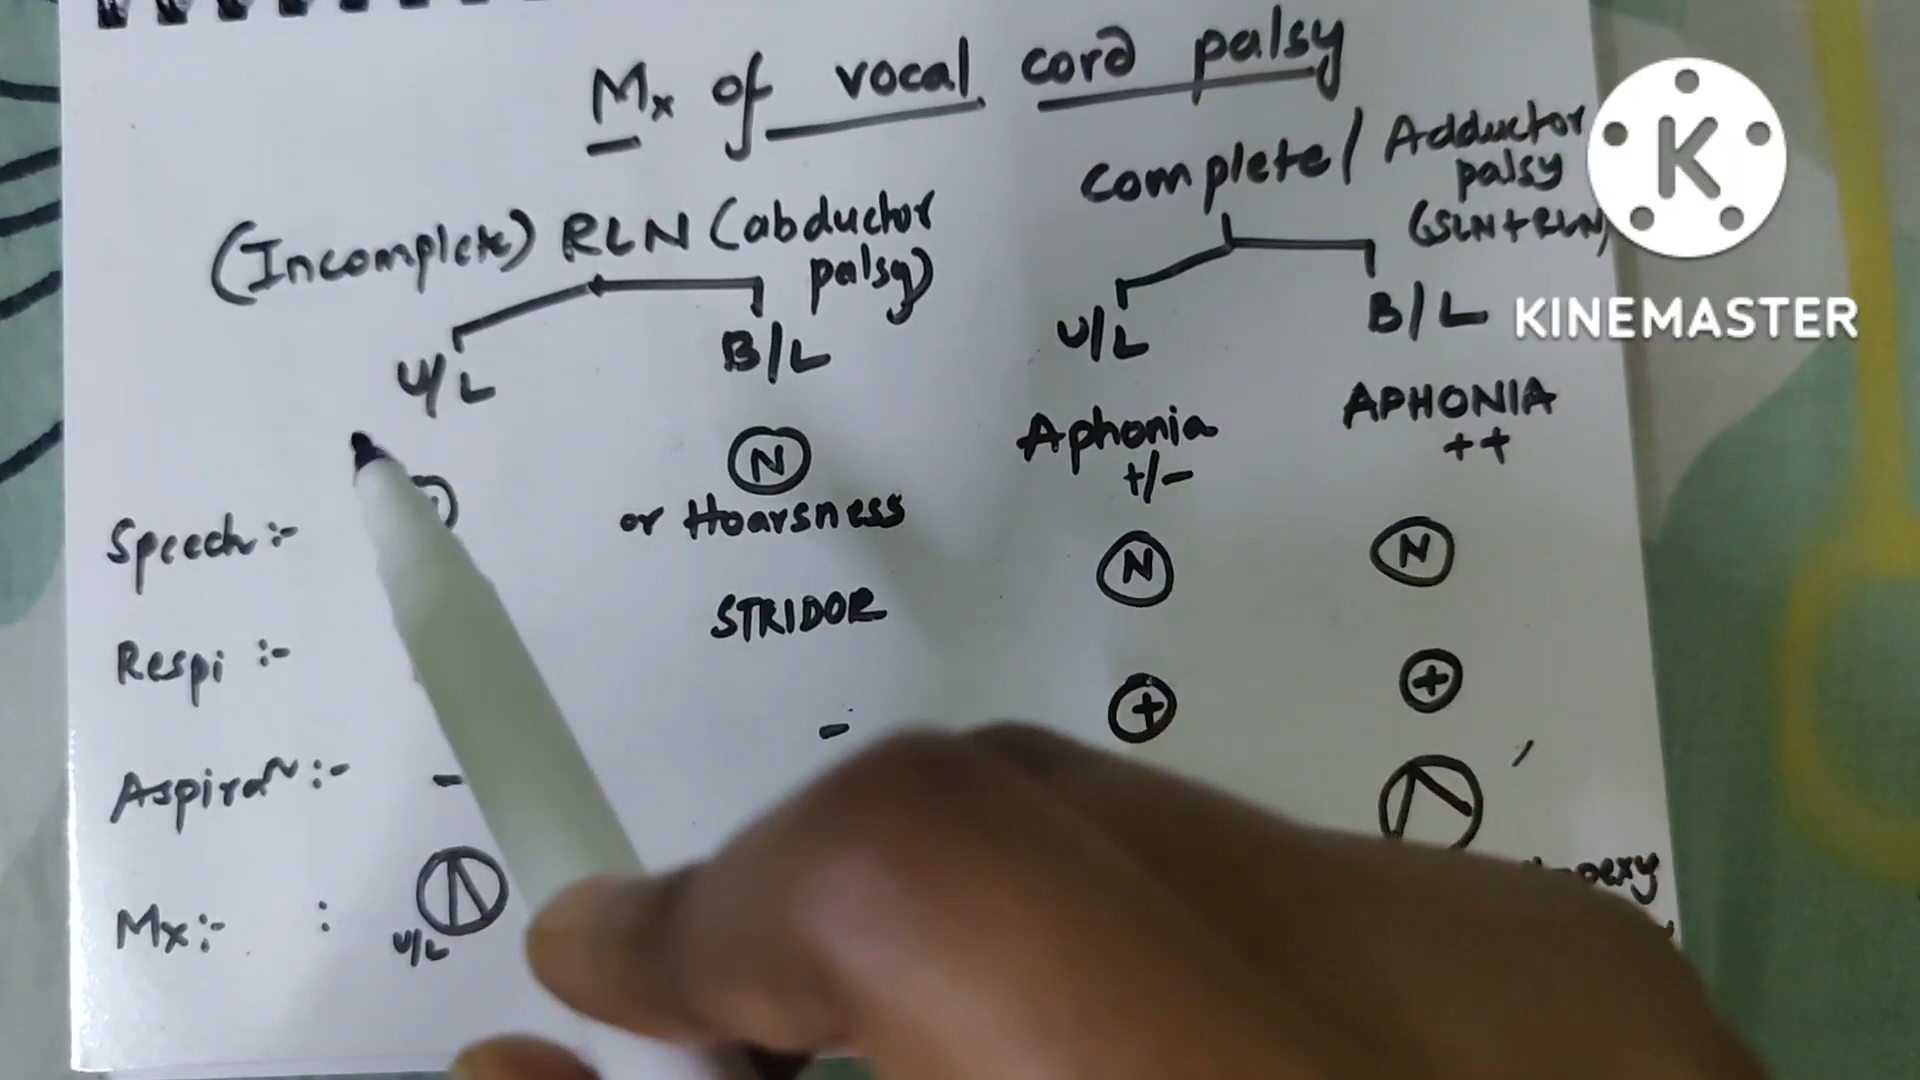 Mx of vocal cord palsy
(Incomplete) RLN (abductor palsy)
U/L
B/L
Complete / Adductor palsy
(SLN + RLN)
U/L
B/L
Speech :-
N
or Hoarsness
Aphonia
+/-
APHONIA
++
Respi :-
STRIDOR
N
N
Aspiraⁿ :- -
-
+
+
Mx :- :
U/L
K
KINEMASTER